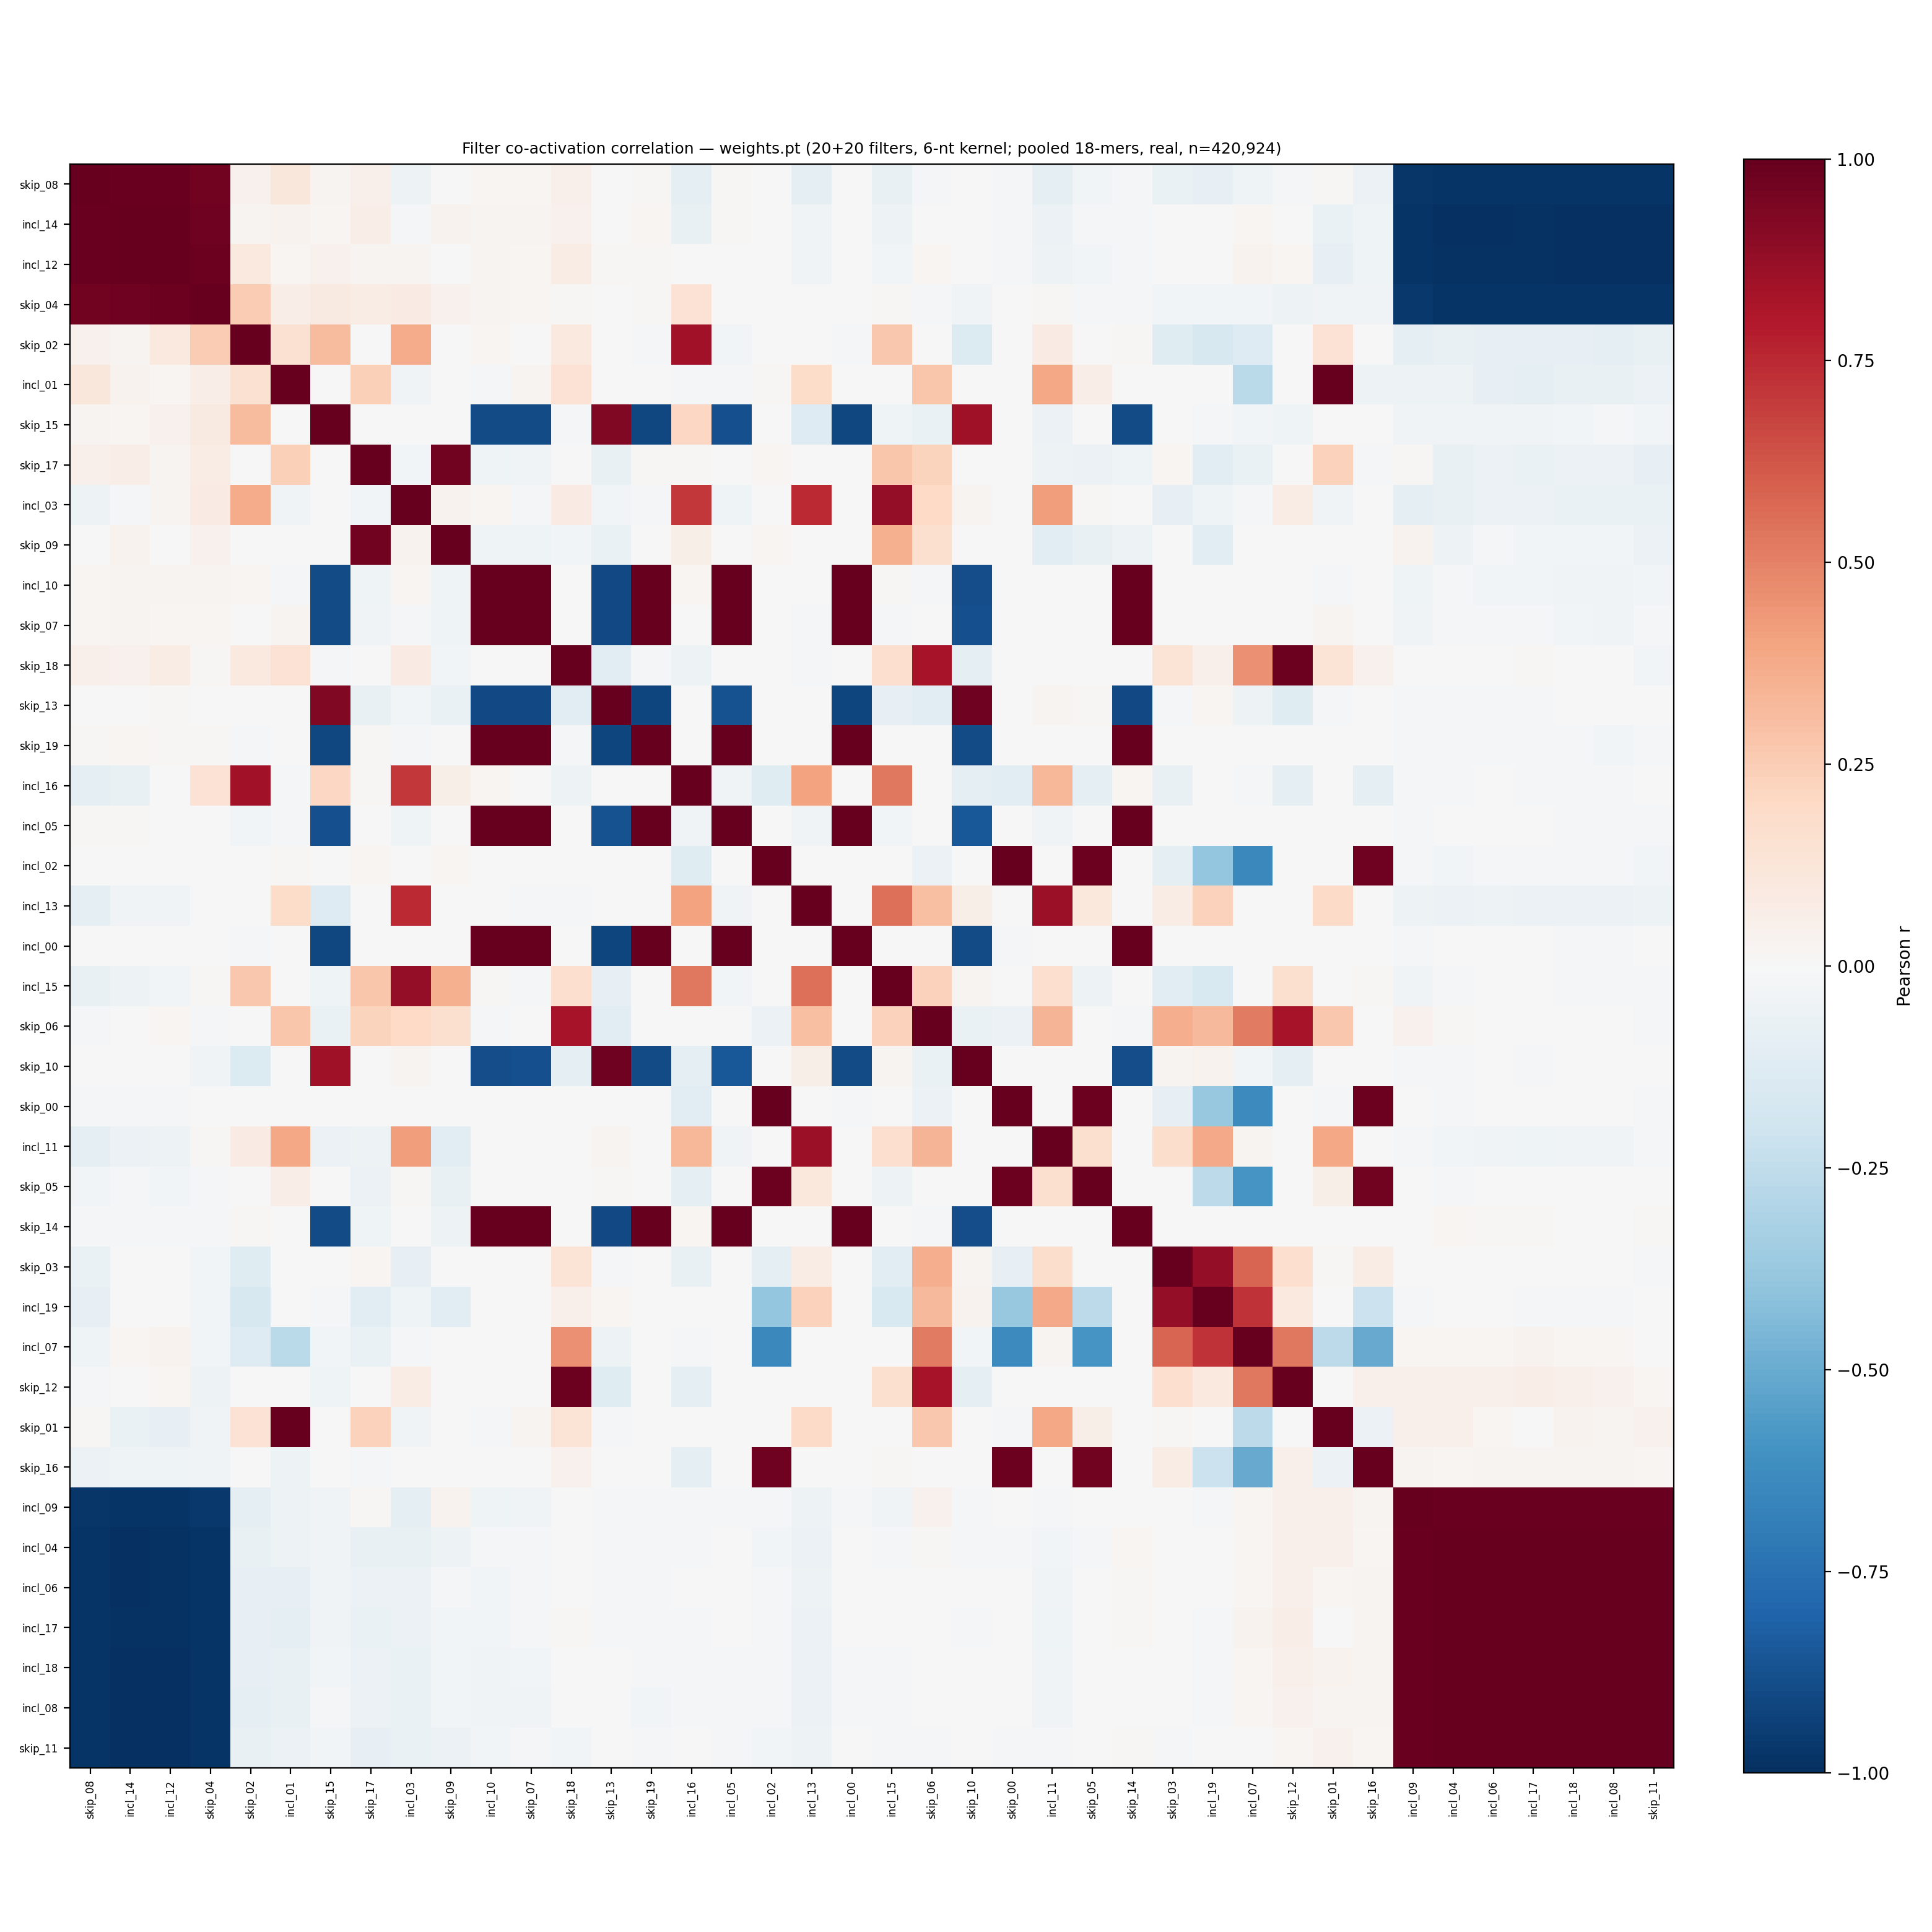 Filter co-activation correlation — weights.pt (20+20 filters, 6-nt kernel; pooled 18-mers, real, n=420,924)
skip_08
incl_14
incl_12
skip_04
skip_02
incl_01
skip_15
skip_17
incl_03
skip_09
incl_10
skip_07
skip_18
skip_13
skip_19
incl_16
incl_05
incl_02
incl_13
incl_00
incl_15
skip_06
skip_10
skip_00
incl_11
skip_05
skip_14
skip_03
incl_19
incl_07
skip_12
skip_01
skip_16
incl_09
incl_04
incl_06
incl_17
incl_18
incl_08
skip_11
skip_08 incl_14 incl_12 skip_04 skip_02 incl_01 skip_15 skip_17 incl_03 skip_09 incl_10 skip_07 skip_18 skip_13 skip_19 incl_16 incl_05 incl_02 incl_13 incl_00 incl_15 skip_06 skip_10 skip_00 incl_11 skip_05 skip_14 skip_03 incl_19 incl_07 skip_12 skip_01 skip_16 incl_09 incl_04 incl_06 incl_17 incl_18 incl_08 skip_11
1.00
0.75
0.50
0.25
0.00
−0.25
−0.50
−0.75
−1.00
Pearson r